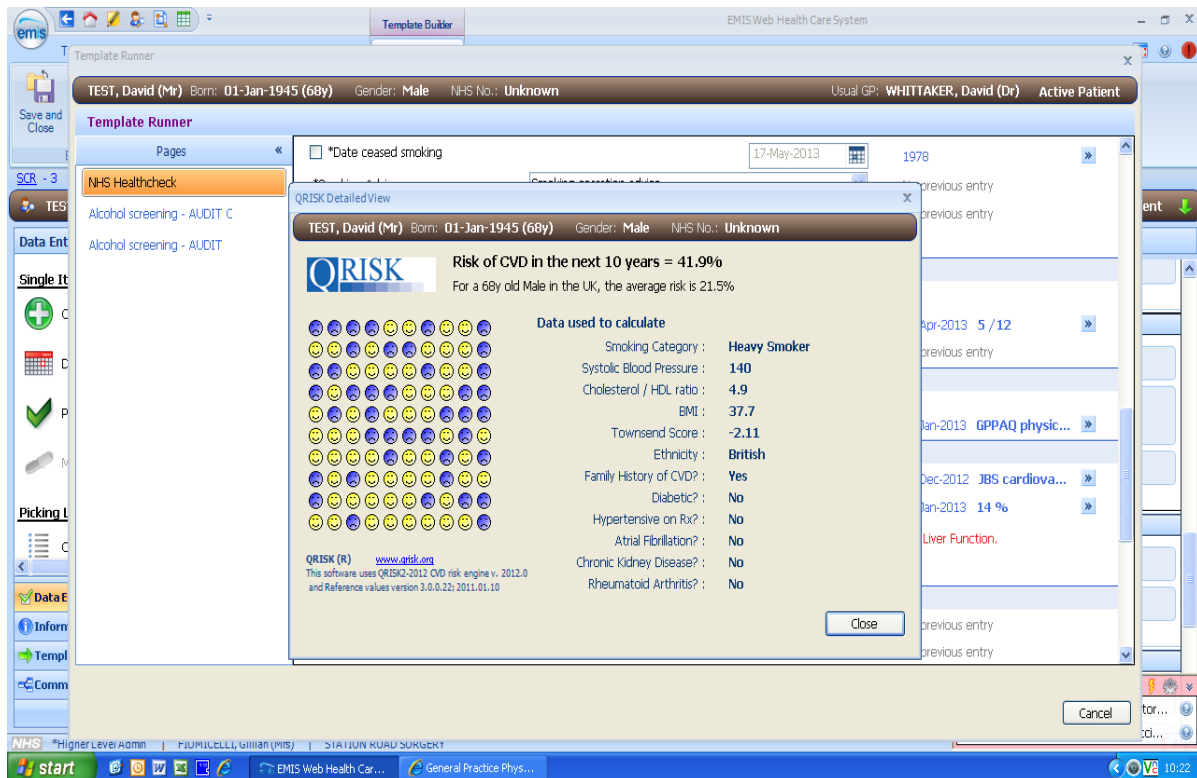 emis
Template Builder
EMIS Web Health Care System
Template Runner
Save and
Close
TEST, David (Mr) Born: 01-Jan-1945 (68y) Gender: Male NHS No.: Unknown Usual GP: WHITTAKER, David (Dr) Active Patient
Template Runner
Pages
NHS Healthcheck
Alcohol screening - AUDIT C
Alcohol screening - AUDIT
*Date ceased smoking 17-May-2013 1978
previous entry
previous entry
SCR - 3
TES
ent
Data Ent
Single It
Picking L
Data E
Inform
Templ
Comm
QRISK Detailed View
TEST, David (Mr) Born: 01-Jan-1945 (68y) Gender: Male NHS No.: Unknown
QRISK
Risk of CVD in the next 10 years = 41.9%
For a 68y old Male in the UK, the average risk is 21.5%
Data used to calculate
Smoking Category : Heavy Smoker
Systolic Blood Pressure : 140
Cholesterol / HDL ratio : 4.9
BMI : 37.7
Townsend Score : -2.11
Ethnicity : British
Family History of CVD? : Yes
Diabetic? : No
Hypertensive on Rx? : No
Atrial Fibrillation? : No
Chronic Kidney Disease? : No
Rheumatoid Arthritis? : No
QRISK (R) www.qrisk.org
This software uses QRISK2-2012 CVD risk engine v. 2012.0
and Reference values version 3.0.0.22; 2011.01.10
Close
Apr-2013 5 /12
previous entry
Jan-2013 GPPAQ physic...
Dec-2012 JBS cardiova...
Jan-2013 14 %
Liver Function.
previous entry
previous entry
Cancel
tor...
NHS *Higher Level Admin | FIUMICELLI, Gillian (Mrs) | STATION ROAD SURGERY
start
EMIS Web Health Car...
General Practice Phys...
10:22